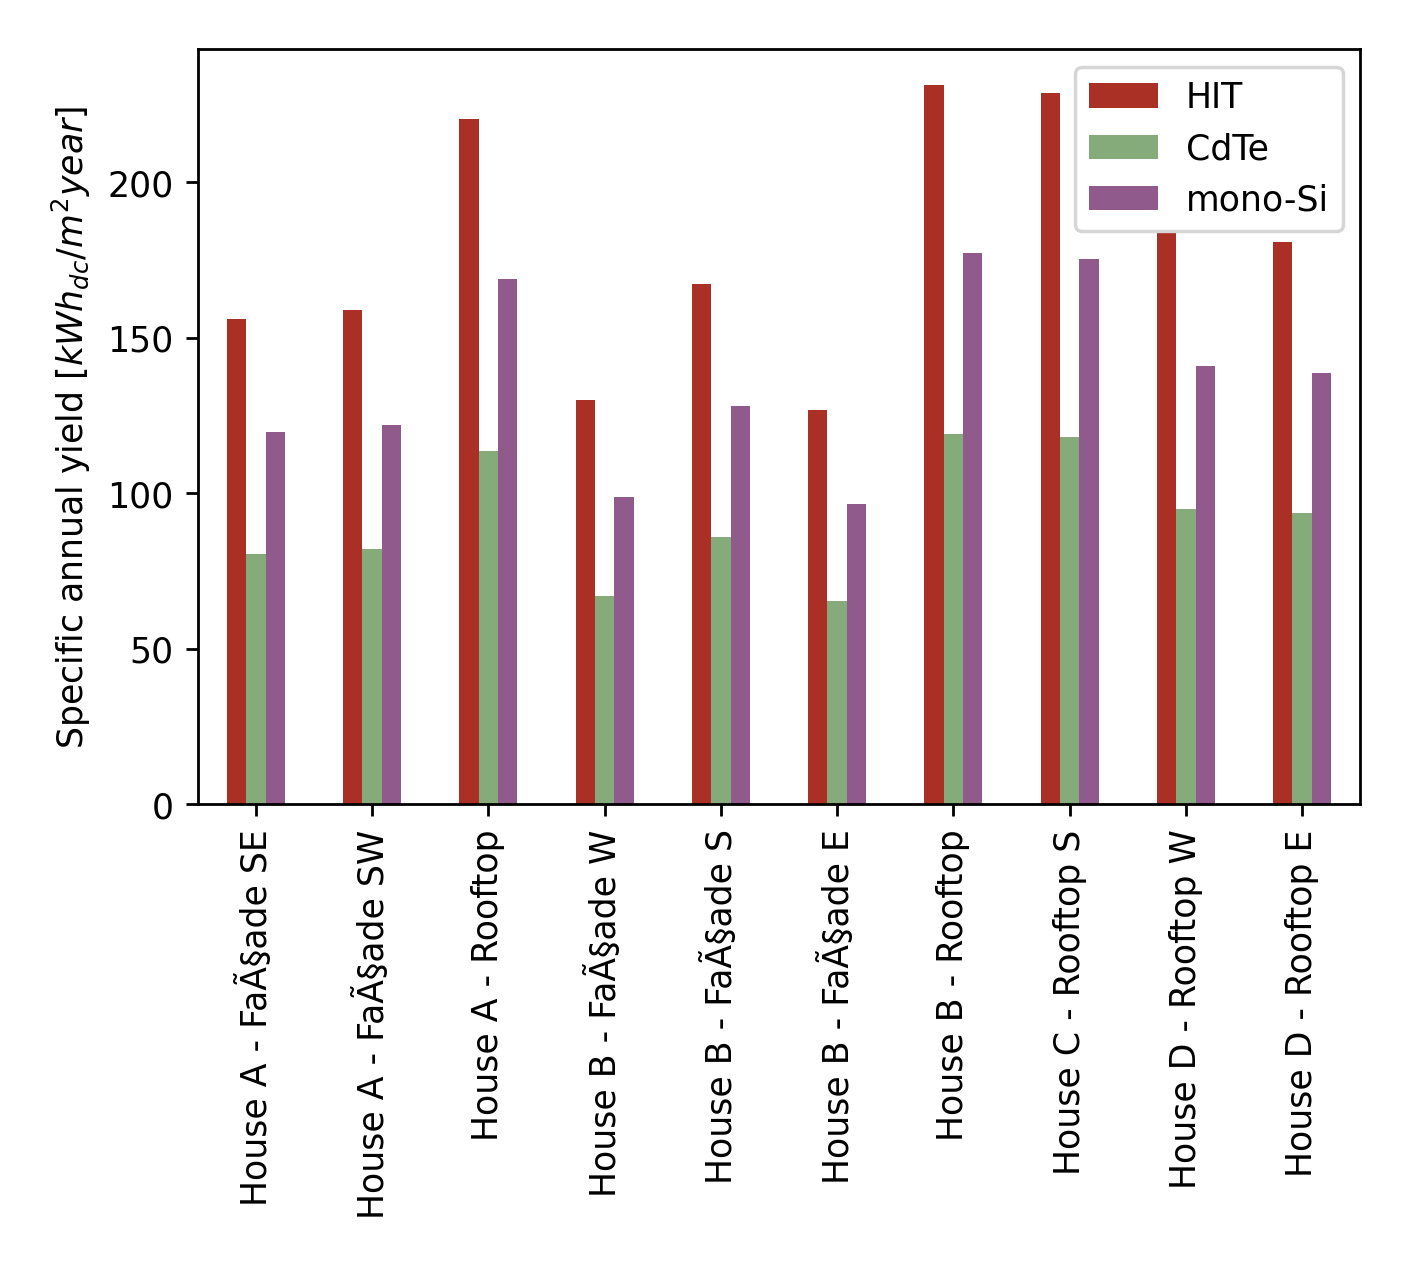 Specific annual yield [kWh_dc/m²year]
200
150
100
50
0
HIT
CdTe
mono-Si
House A - FaÃ§ade SE
House A - FaÃ§ade SW
House A - Rooftop
House B - FaÃ§ade W
House B - FaÃ§ade S
House B - FaÃ§ade E
House B - Rooftop
House C - Rooftop S
House D - Rooftop W
House D - Rooftop E